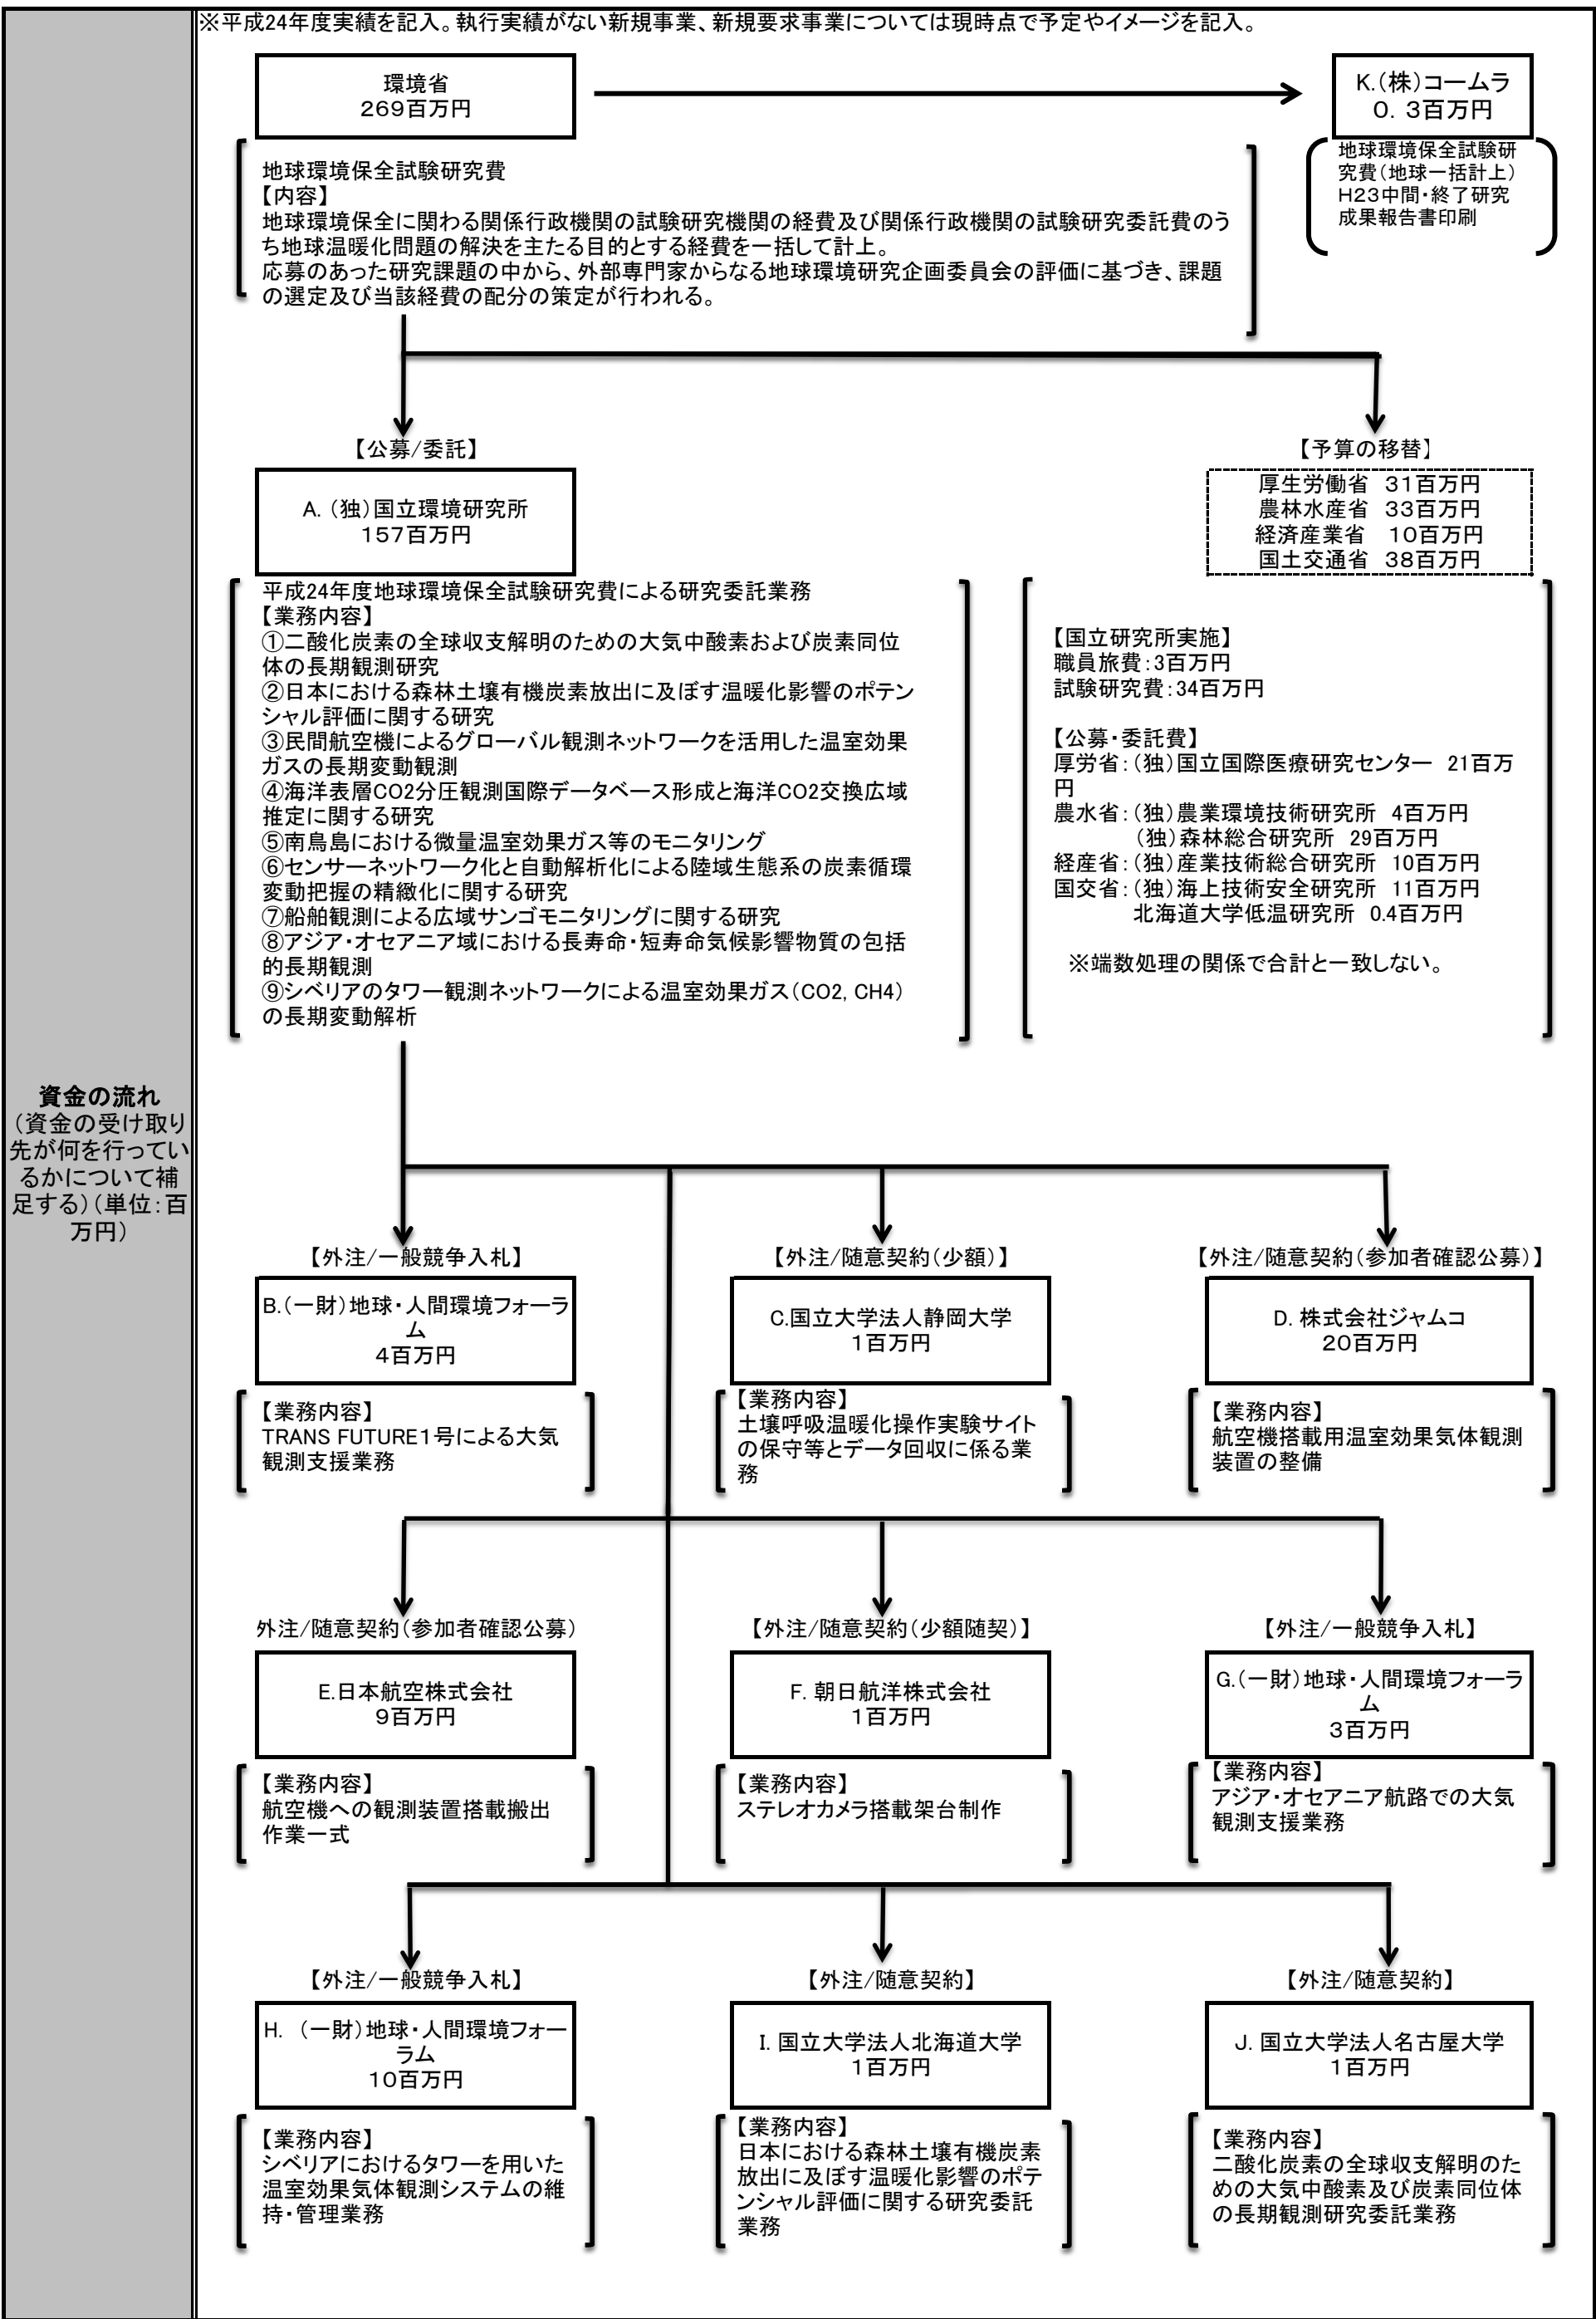 ※平成24年度実績を記入。執行実績がない新規事業、新規要求事業については現時点で予定やイメージを記入。
環境省
269百万円
K.(株)コームラ
0.3百万円
地球環境保全試験研究費
【内容】
地球環境保全に関わる関係行政機関の試験研究機関の経費及び関係行政機関の試験研究委託費のう
ち地球温暖化問題の解決を主たる目的とする経費を一括して計上。
応募のあった研究課題の中から、外部専門家からなる地球環境研究企画委員会の評価に基づき、課題
の選定及び当該経費の配分の策定が行われる。
地球環境保全試験研
究費(地球一括計上)
H23中間・終了研究
成果報告書印刷
【公募/委託】
A.(独)国立環境研究所
157百万円
【予算の移替】
厚生労働省 31百万円
農林水産省 33百万円
経済産業省 10百万円
国土交通省 38百万円
平成24年度地球環境保全試験研究費による研究委託業務
【業務内容】
①二酸化炭素の全球収支解明のための大気中酸素および炭素同位
体の長期観測研究
②日本における森林土壌有機炭素放出に及ぼす温暖化影響のポテン
シャル評価に関する研究
③民間航空機によるグローバル観測ネットワークを活用した温室効果
ガスの長期変動観測
④海洋表層CO2分圧観測国際データベース形成と海洋CO2交換広域
推定に関する研究
⑤南鳥島における微量温室効果ガス等のモニタリング
⑥センサーネットワーク化と自動解析化による陸域生態系の炭素循環
変動把握の精緻化に関する研究
⑦船舶観測による広域サンゴモニタリングに関する研究
⑧アジア・オセアニア域における長寿命・短寿命気候影響物質の包括
的長期観測
⑨シベリアのタワー観測ネットワークによる温室効果ガス(CO2, CH4)
の長期変動解析
【国立研究所実施】
職員旅費:3百万円
試験研究費:34百万円
【公募・委託費】
厚労省:(独)国立国際医療研究センター 21百万
円
農水省:(独)農業環境技術研究所 4百万円
(独)森林総合研究所 29百万円
経産省:(独)産業技術総合研究所 10百万円
国交省:(独)海上技術安全研究所 11百万円
北海道大学低温研究所 0.4百万円
※端数処理の関係で合計と一致しない。
資金の流れ
(資金の受け取り
先が何を行ってい
るかについて補
足する)(単位:百
万円)
【外注/一般競争入札】
B.(一財)地球・人間環境フォーラ
ム
4百万円
【業務内容】
TRANS FUTURE1号による大気
観測支援業務
【外注/随意契約(少額)】
C.国立大学法人静岡大学
1百万円
【業務内容】
土壌呼吸温暖化操作実験サイト
の保守等とデータ回収に係る業
務
【外注/随意契約(参加者確認公募)】
D. 株式会社ジャムコ
20百万円
【業務内容】
航空機搭載用温室効果気体観測
装置の整備
外注/随意契約(参加者確認公募)
E.日本航空株式会社
9百万円
【業務内容】
航空機への観測装置搭載搬出
作業一式
【外注/随意契約(少額随契)】
F. 朝日航洋株式会社
1百万円
【業務内容】
ステレオカメラ搭載架台制作
【外注/一般競争入札】
G.(一財)地球・人間環境フォーラ
ム
3百万円
【業務内容】
アジア・オセアニア航路での大気
観測支援業務
【外注/一般競争入札】
H. (一財)地球・人間環境フォー
ラム
10百万円
【業務内容】
シベリアにおけるタワーを用いた
温室効果気体観測システムの維
持・管理業務
【外注/随意契約】
I. 国立大学法人北海道大学
1百万円
【業務内容】
日本における森林土壌有機炭素
放出に及ぼす温暖化影響のポテ
ンシャル評価に関する研究委託
業務
【外注/随意契約】
J. 国立大学法人名古屋大学
1百万円
【業務内容】
二酸化炭素の全球収支解明のた
めの大気中酸素及び炭素同位体
の長期観測研究委託業務